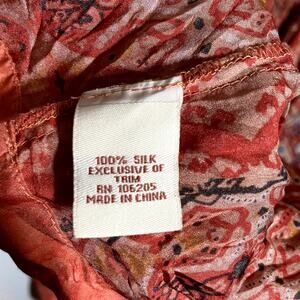 100% SILK
EXCLUSIVE OF
TRIM
RN 106205
MADE IN CHINA